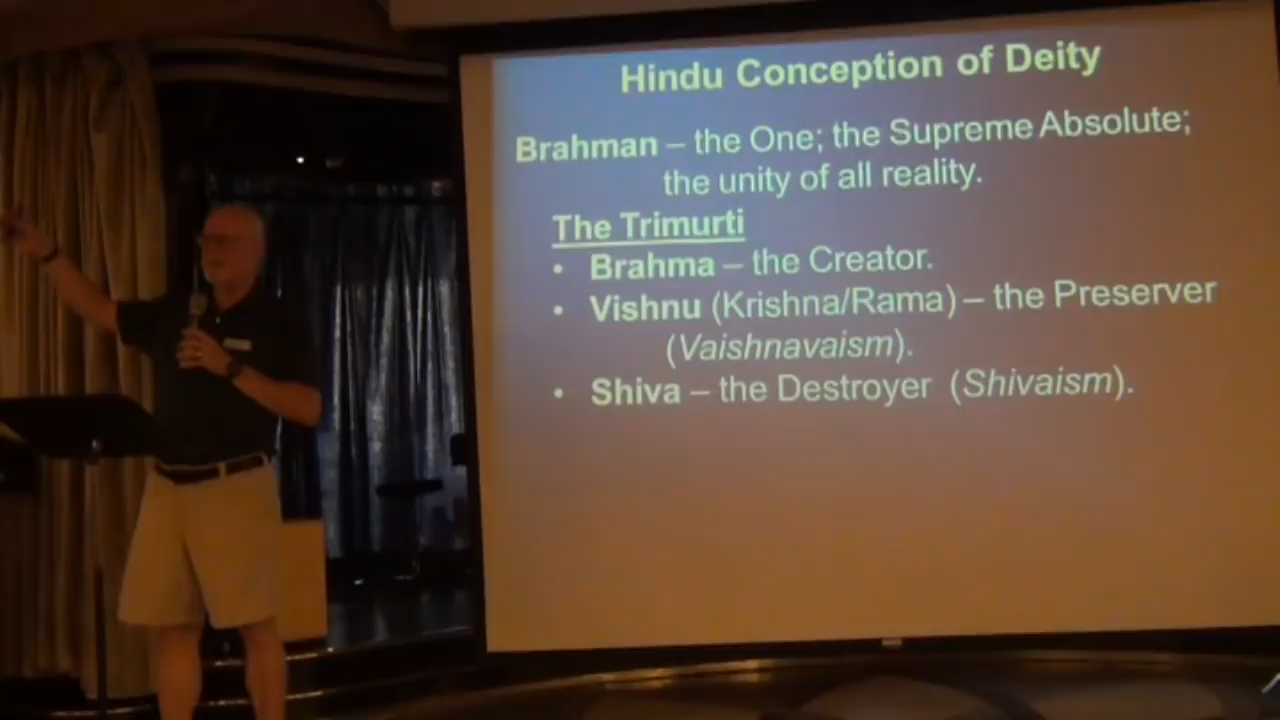 Hindu Conception of Deity
Brahman – the One; the Supreme Absolute;
the unity of all reality.
The Trimurti
• Brahma – the Creator.
• Vishnu (Krishna/Rama) – the Preserver
(Vaishnavaism).
• Shiva – the Destroyer (Shivaism).